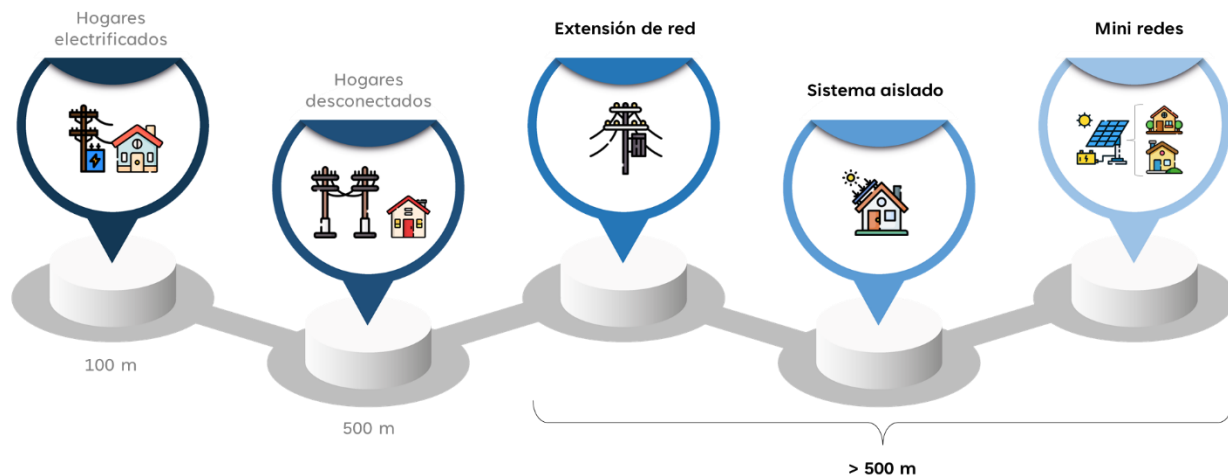 Hogares
electrificados
Hogares
desconectados
Extensión de red
Sistema aislado
Mini redes
100 m
500 m
> 500 m